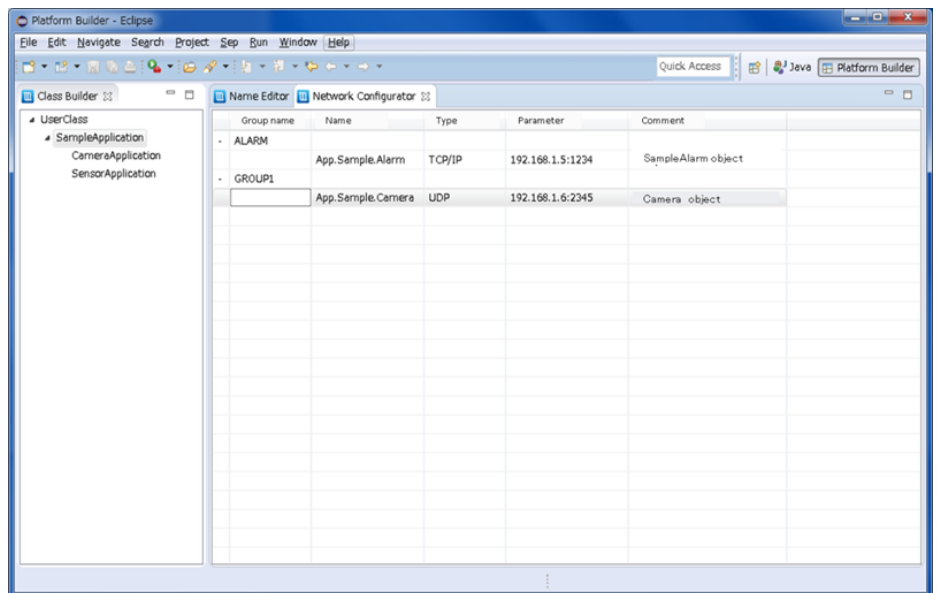 Platform Builder - Eclipse
File Edit Navigate Search Project Sep Run Window Help
Quick Access Java Platform Builder
Class Builder
Name Editor Network Configurator
UserClass
SampleApplication
CameraApplication
SensorApplication
Group name Name Type Parameter Comment
- ALARM
App.Sample.Alarm TCP/IP 192.168.1.5:1234 SampleAlarm object
- GROUP1
App.Sample.Camera UDP 192.168.1.6:2345 Camera object